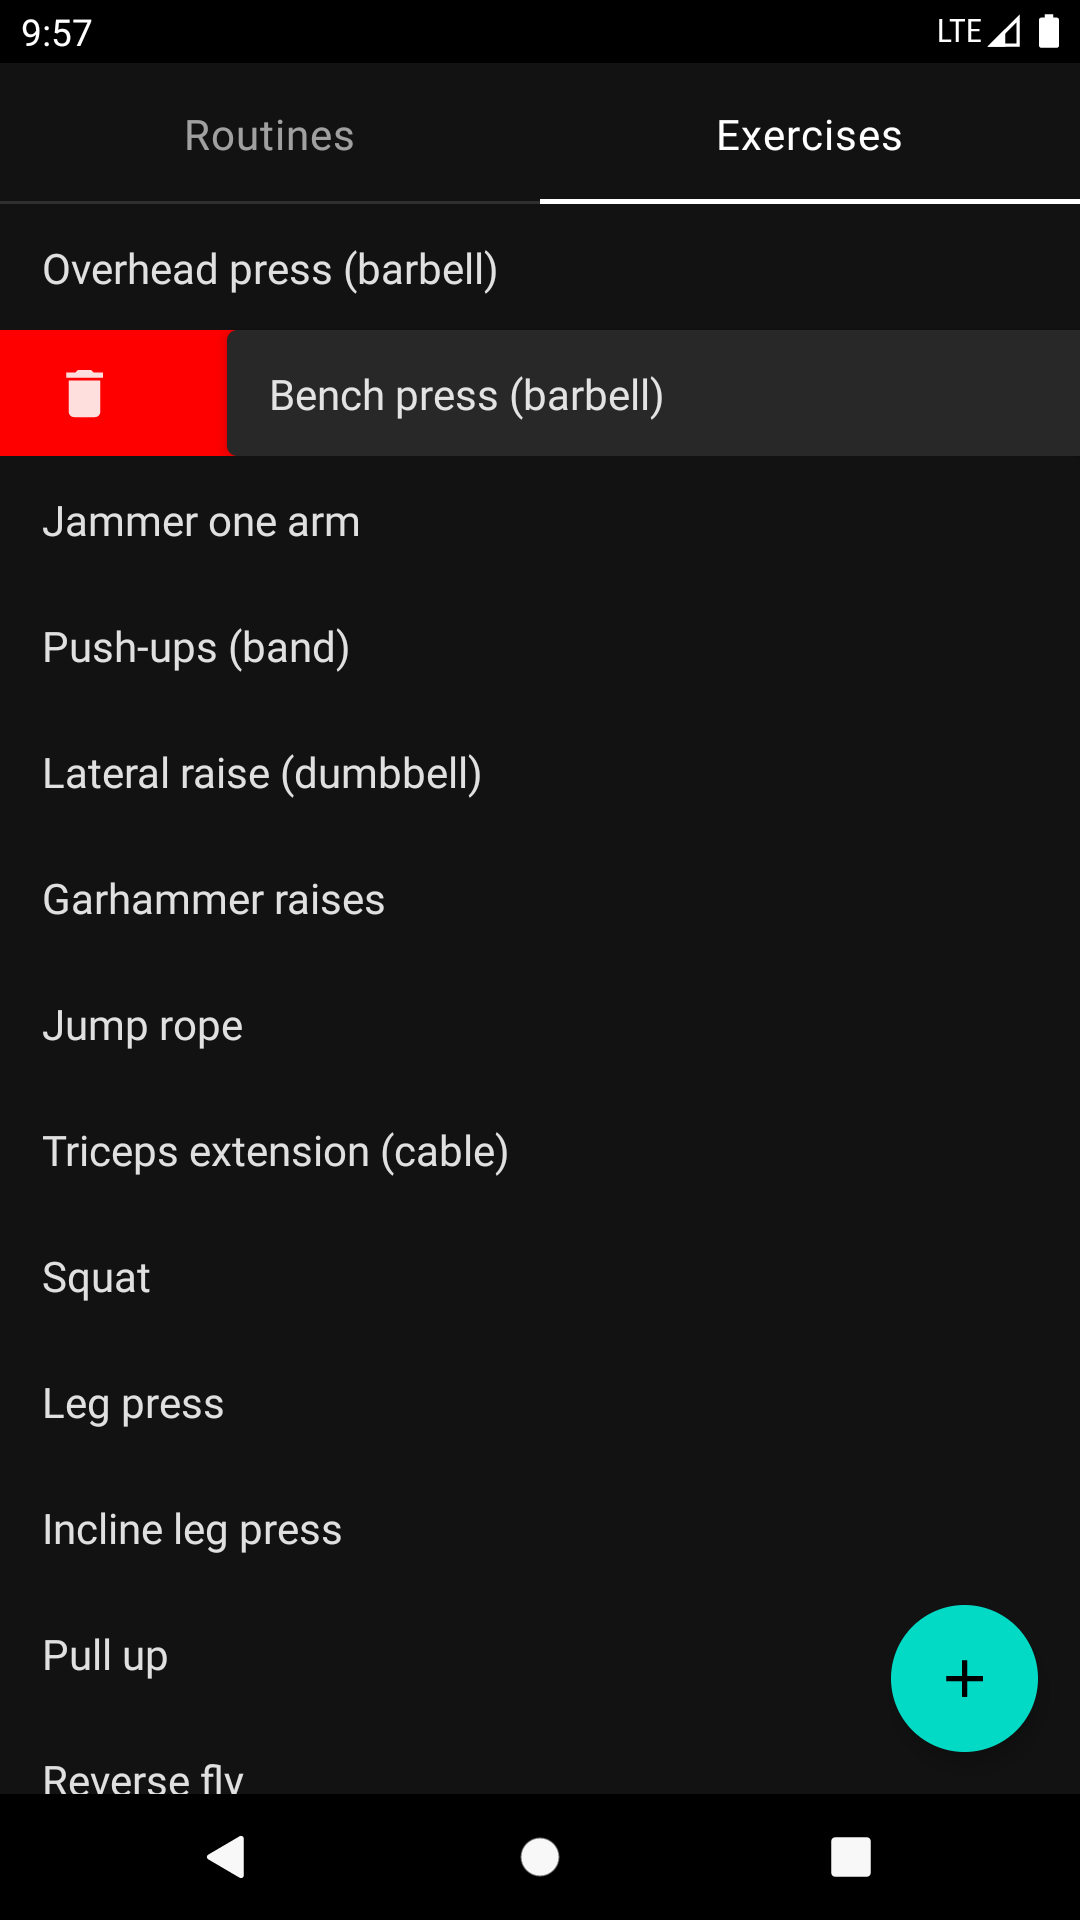 9:57 LTE
Routines Exercises
Overhead press (barbell)
Bench press (barbell)
Jammer one arm
Push-ups (band)
Lateral raise (dumbbell)
Garhammer raises
Jump rope
Triceps extension (cable)
Squat
Leg press
Incline leg press
Pull up
Reverse fly